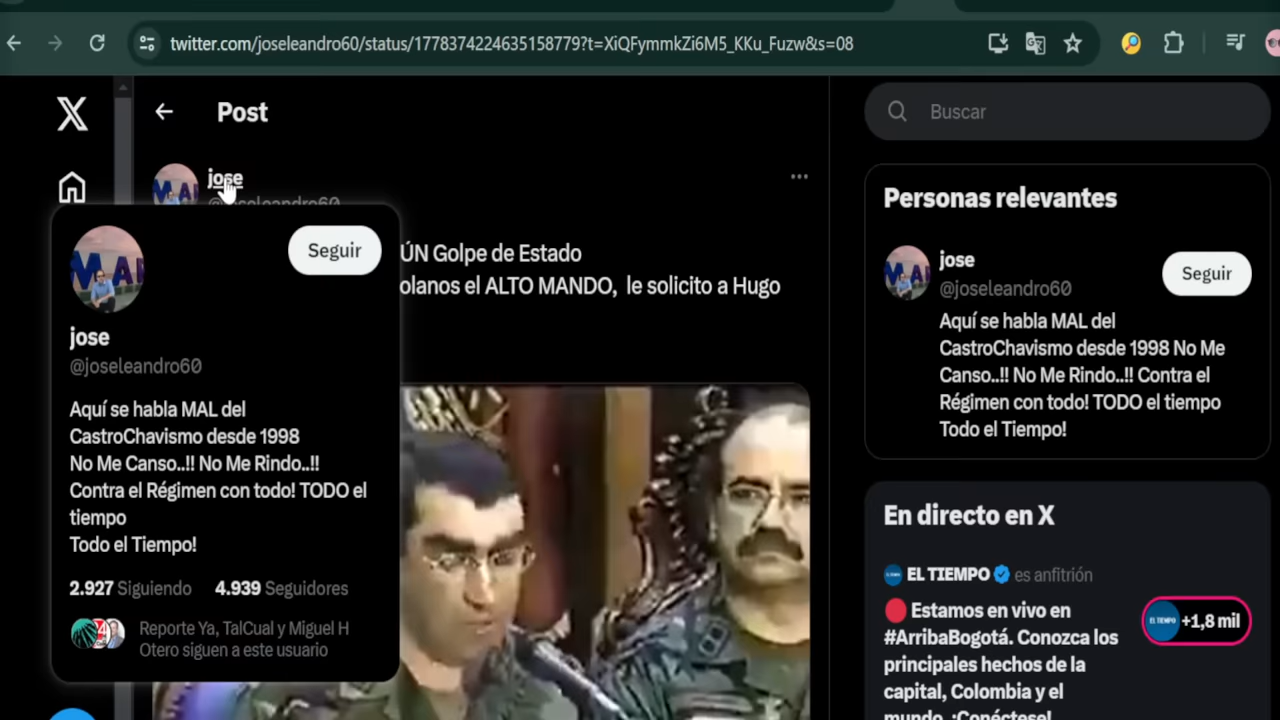 twitter.com/joseleandro60/status/1778374224635158779?t=XiQFymmkZi6M5_KKu_Fuzw&s=08
Post
jose
@joseleandro60
ÚN Golpe de Estado
olanos el ALTO MANDO, le solicito a Hugo
Seguir
jose
@joseleandro60
Aquí se habla MAL del
CastroChavismo desde 1998
No Me Canso..!! No Me Rindo..!!
Contra el Régimen con todo! TODO el
tiempo
Todo el Tiempo!
2.927 Siguiendo 4.939 Seguidores
Reporte Ya, TalCual y Miguel H
Otero siguen a este usuario
Buscar
Personas relevantes
jose
@joseleandro60
Seguir
Aquí se habla MAL del
CastroChavismo desde 1998 No Me
Canso..!! No Me Rindo..!! Contra el
Régimen con todo! TODO el tiempo
Todo el Tiempo!
En directo en X
EL TIEMPO es anfitrión
Estamos en vivo en
#ArribaBogotá. Conozca los
principales hechos de la
capital, Colombia y el
mundo. ¡Conéctese!
EL TIEMPO +1,8 mil